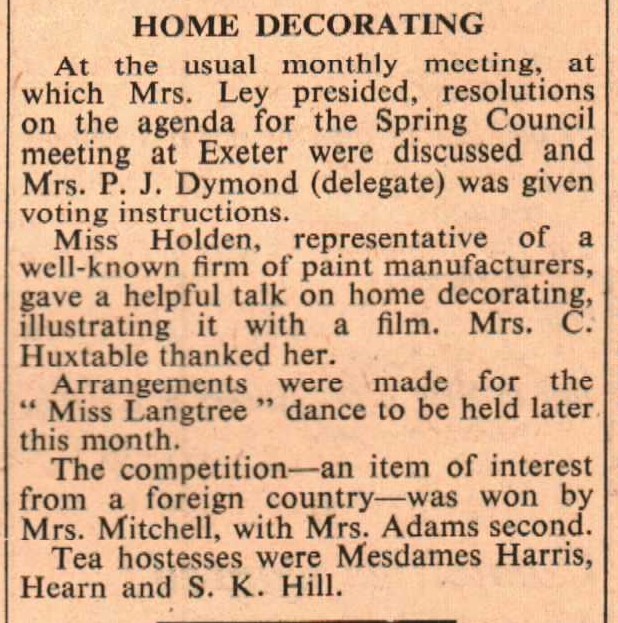 HOME DECORATING
At the usual monthly meeting, at
which Mrs. Ley presided, resolutions
on the agenda for the Spring Council
meeting at Exeter were discussed and
Mrs. P. J. Dymond (delegate) was given
voting instructions.
Miss Holden, representative of a
well-known firm of paint manufacturers,
gave a helpful talk on home decorating,
illustrating it with a film. Mrs. C.
Huxtable thanked her.
Arrangements were made for the
“ Miss Langtree ” dance to be held later
this month.
The competition—an item of interest
from a foreign country—was won by
Mrs. Mitchell, with Mrs. Adams second.
Tea hostesses were Mesdames Harris,
Hearn and S. K. Hill.